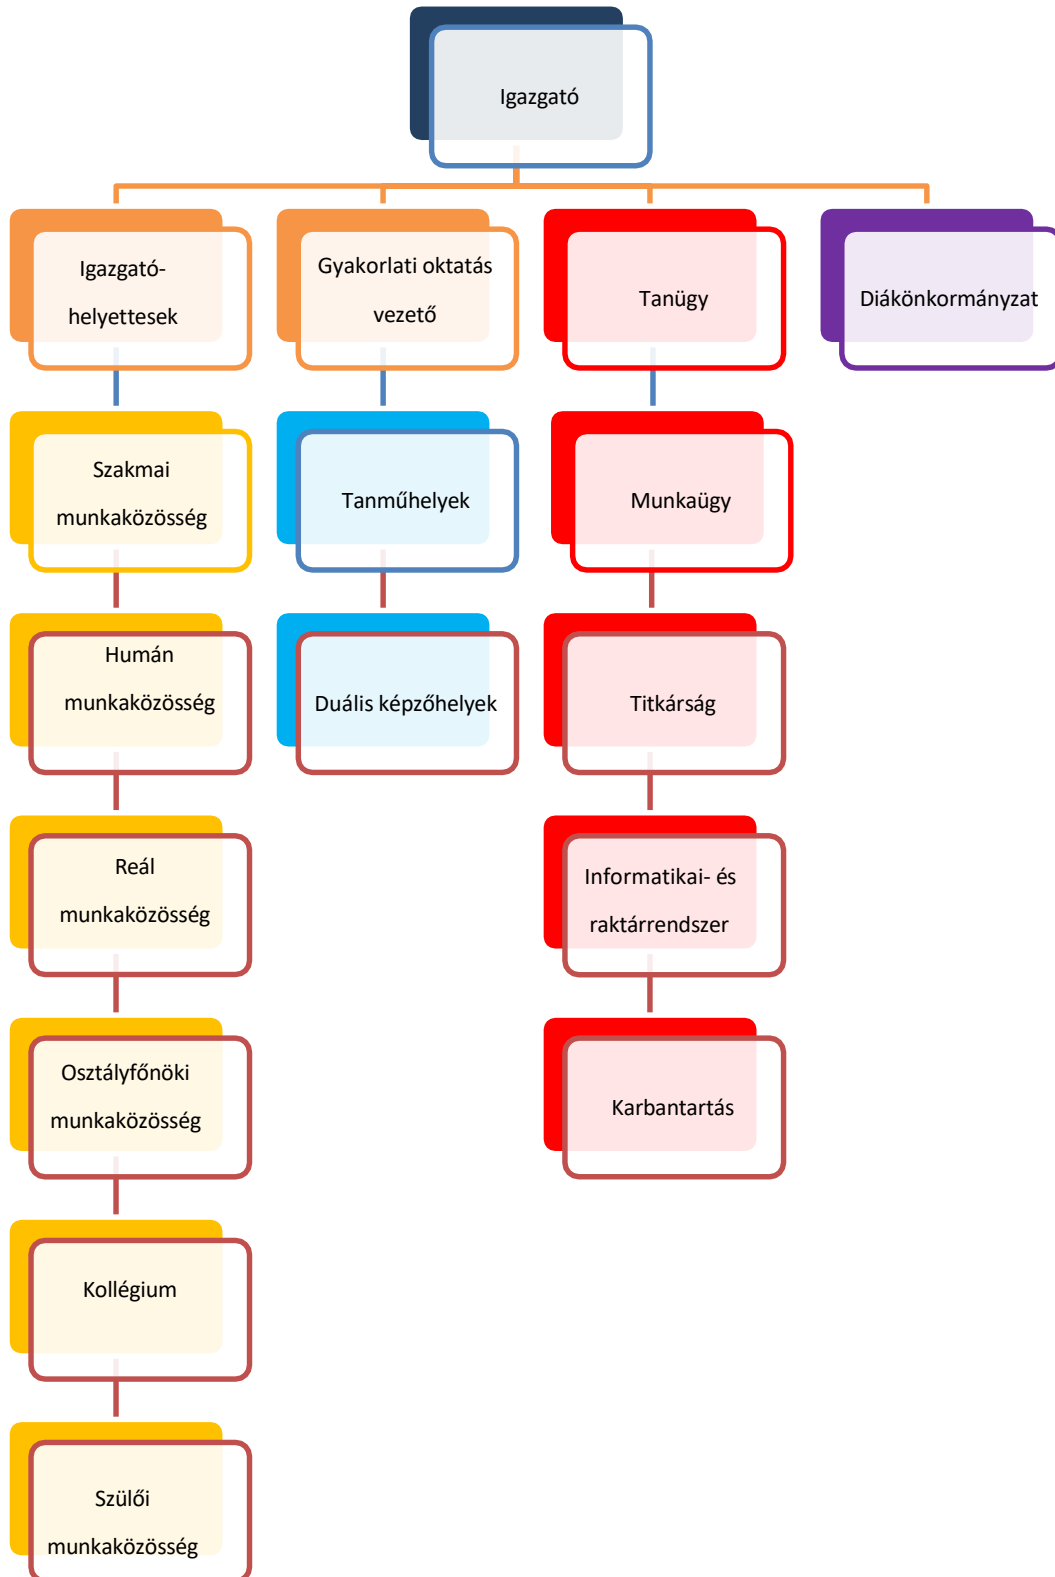 Igazgató
Igazgató-
helyettesek
Gyakorlati oktatás
vezető
Tanügy
Diákönkormányzat
Szakmai
munkaközösség
Tanműhelyek
Munkaügy
Humán
munkaközösség
Duális képzőhelyek
Titkárság
Reál
munkaközösség
Informatikai- és
raktárrendszer
Osztályfőnöki
munkaközösség
Karbantartás
Kollégium
Szülői
munkaközösség